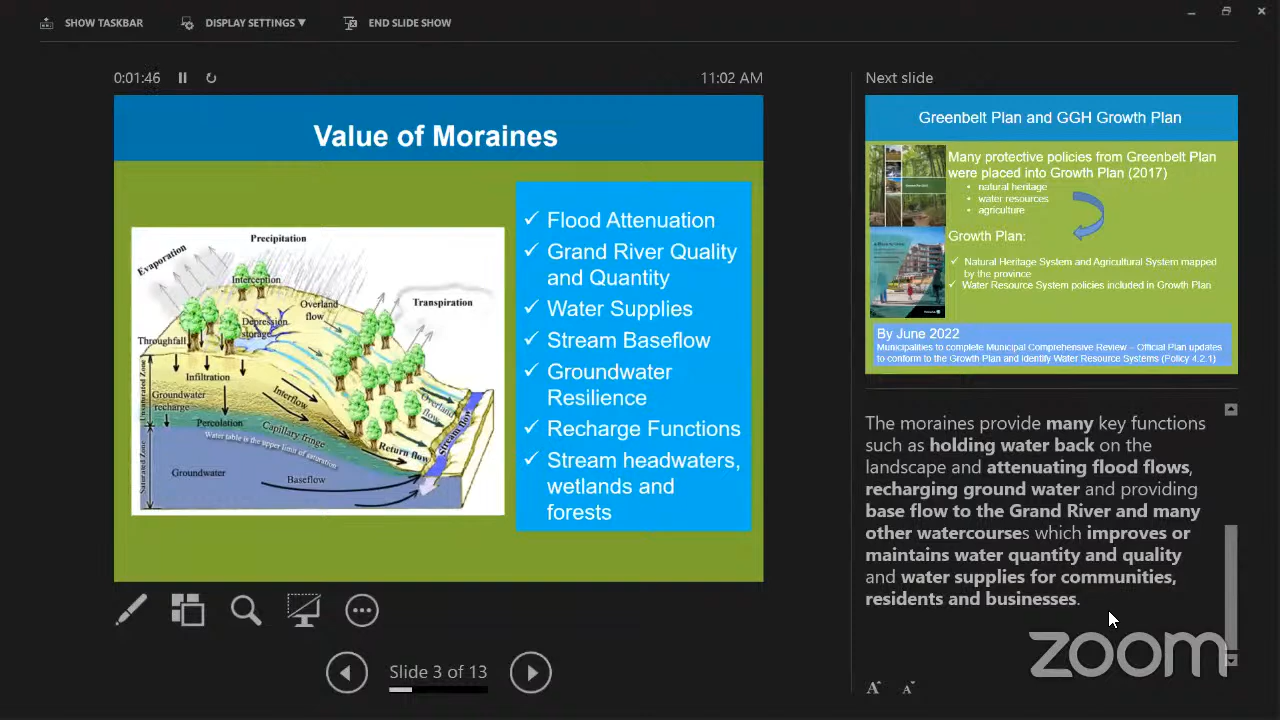 SHOW TASKBAR
DISPLAY SETTINGS ▼
END SLIDE SHOW
0:01:46
11:02 AM
Value of Moraines
Precipitation
Evaporation
Interception
Overland
flow
Transpiration
Depression
storage
Throughfall
Infiltration
Unsaturated Zone
Groundwater
recharge
Interflow
Overland
flow
Percolation
Capillary fringe
Water table is the upper limit of saturation
Return flow
Stream flow
Saturated Zone
Groundwater
Baseflow
✓ Flood Attenuation
✓ Grand River Quality
and Quantity
✓ Water Supplies
✓ Stream Baseflow
✓ Groundwater
Resilience
✓ Recharge Functions
✓ Stream headwaters,
wetlands and
forests
Slide 3 of 13
Next slide
Greenbelt Plan and GGH Growth Plan
Many protective policies from Greenbelt Plan
were placed into Growth Plan (2017)
• natural heritage
• water resources
• agriculture
Growth Plan:
✓ Natural Heritage System and Agricultural System mapped
by the province
✓ Water Resource System policies included in Growth Plan
By June 2022
Municipalities to complete Municipal Comprehensive Review – Official Plan updates
to conform to the Growth Plan and Identify Water Resource Systems (Policy 4.2.1)
The moraines provide many key functions
such as holding water back on the
landscape and attenuating flood flows,
recharging ground water and providing
base flow to the Grand River and many
other watercourses which improves or
maintains water quantity and quality
and water supplies for communities,
residents and businesses.
zoom
A A